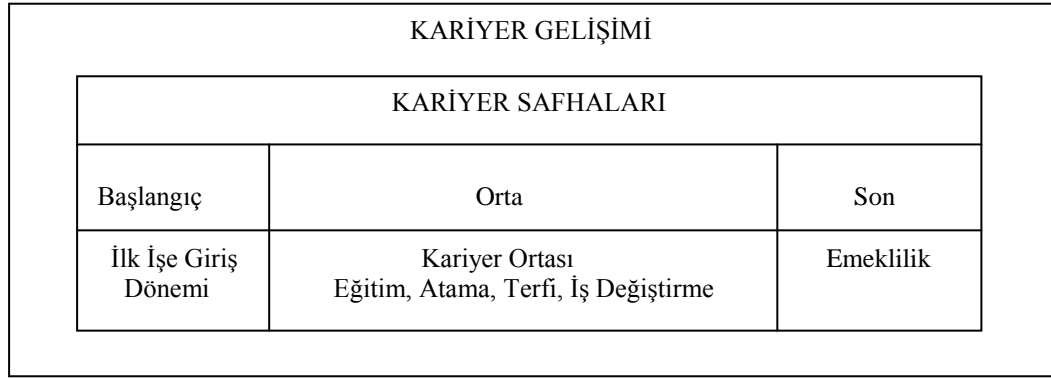 KARİYER GELİŞİMİ
KARİYER SAFHALARI
Başlangıç
Orta
Son
İlk İşe Giriş
Dönemi
Kariyer Ortası
Eğitim, Atama, Terfi, İş Değiştirme
Emeklilik